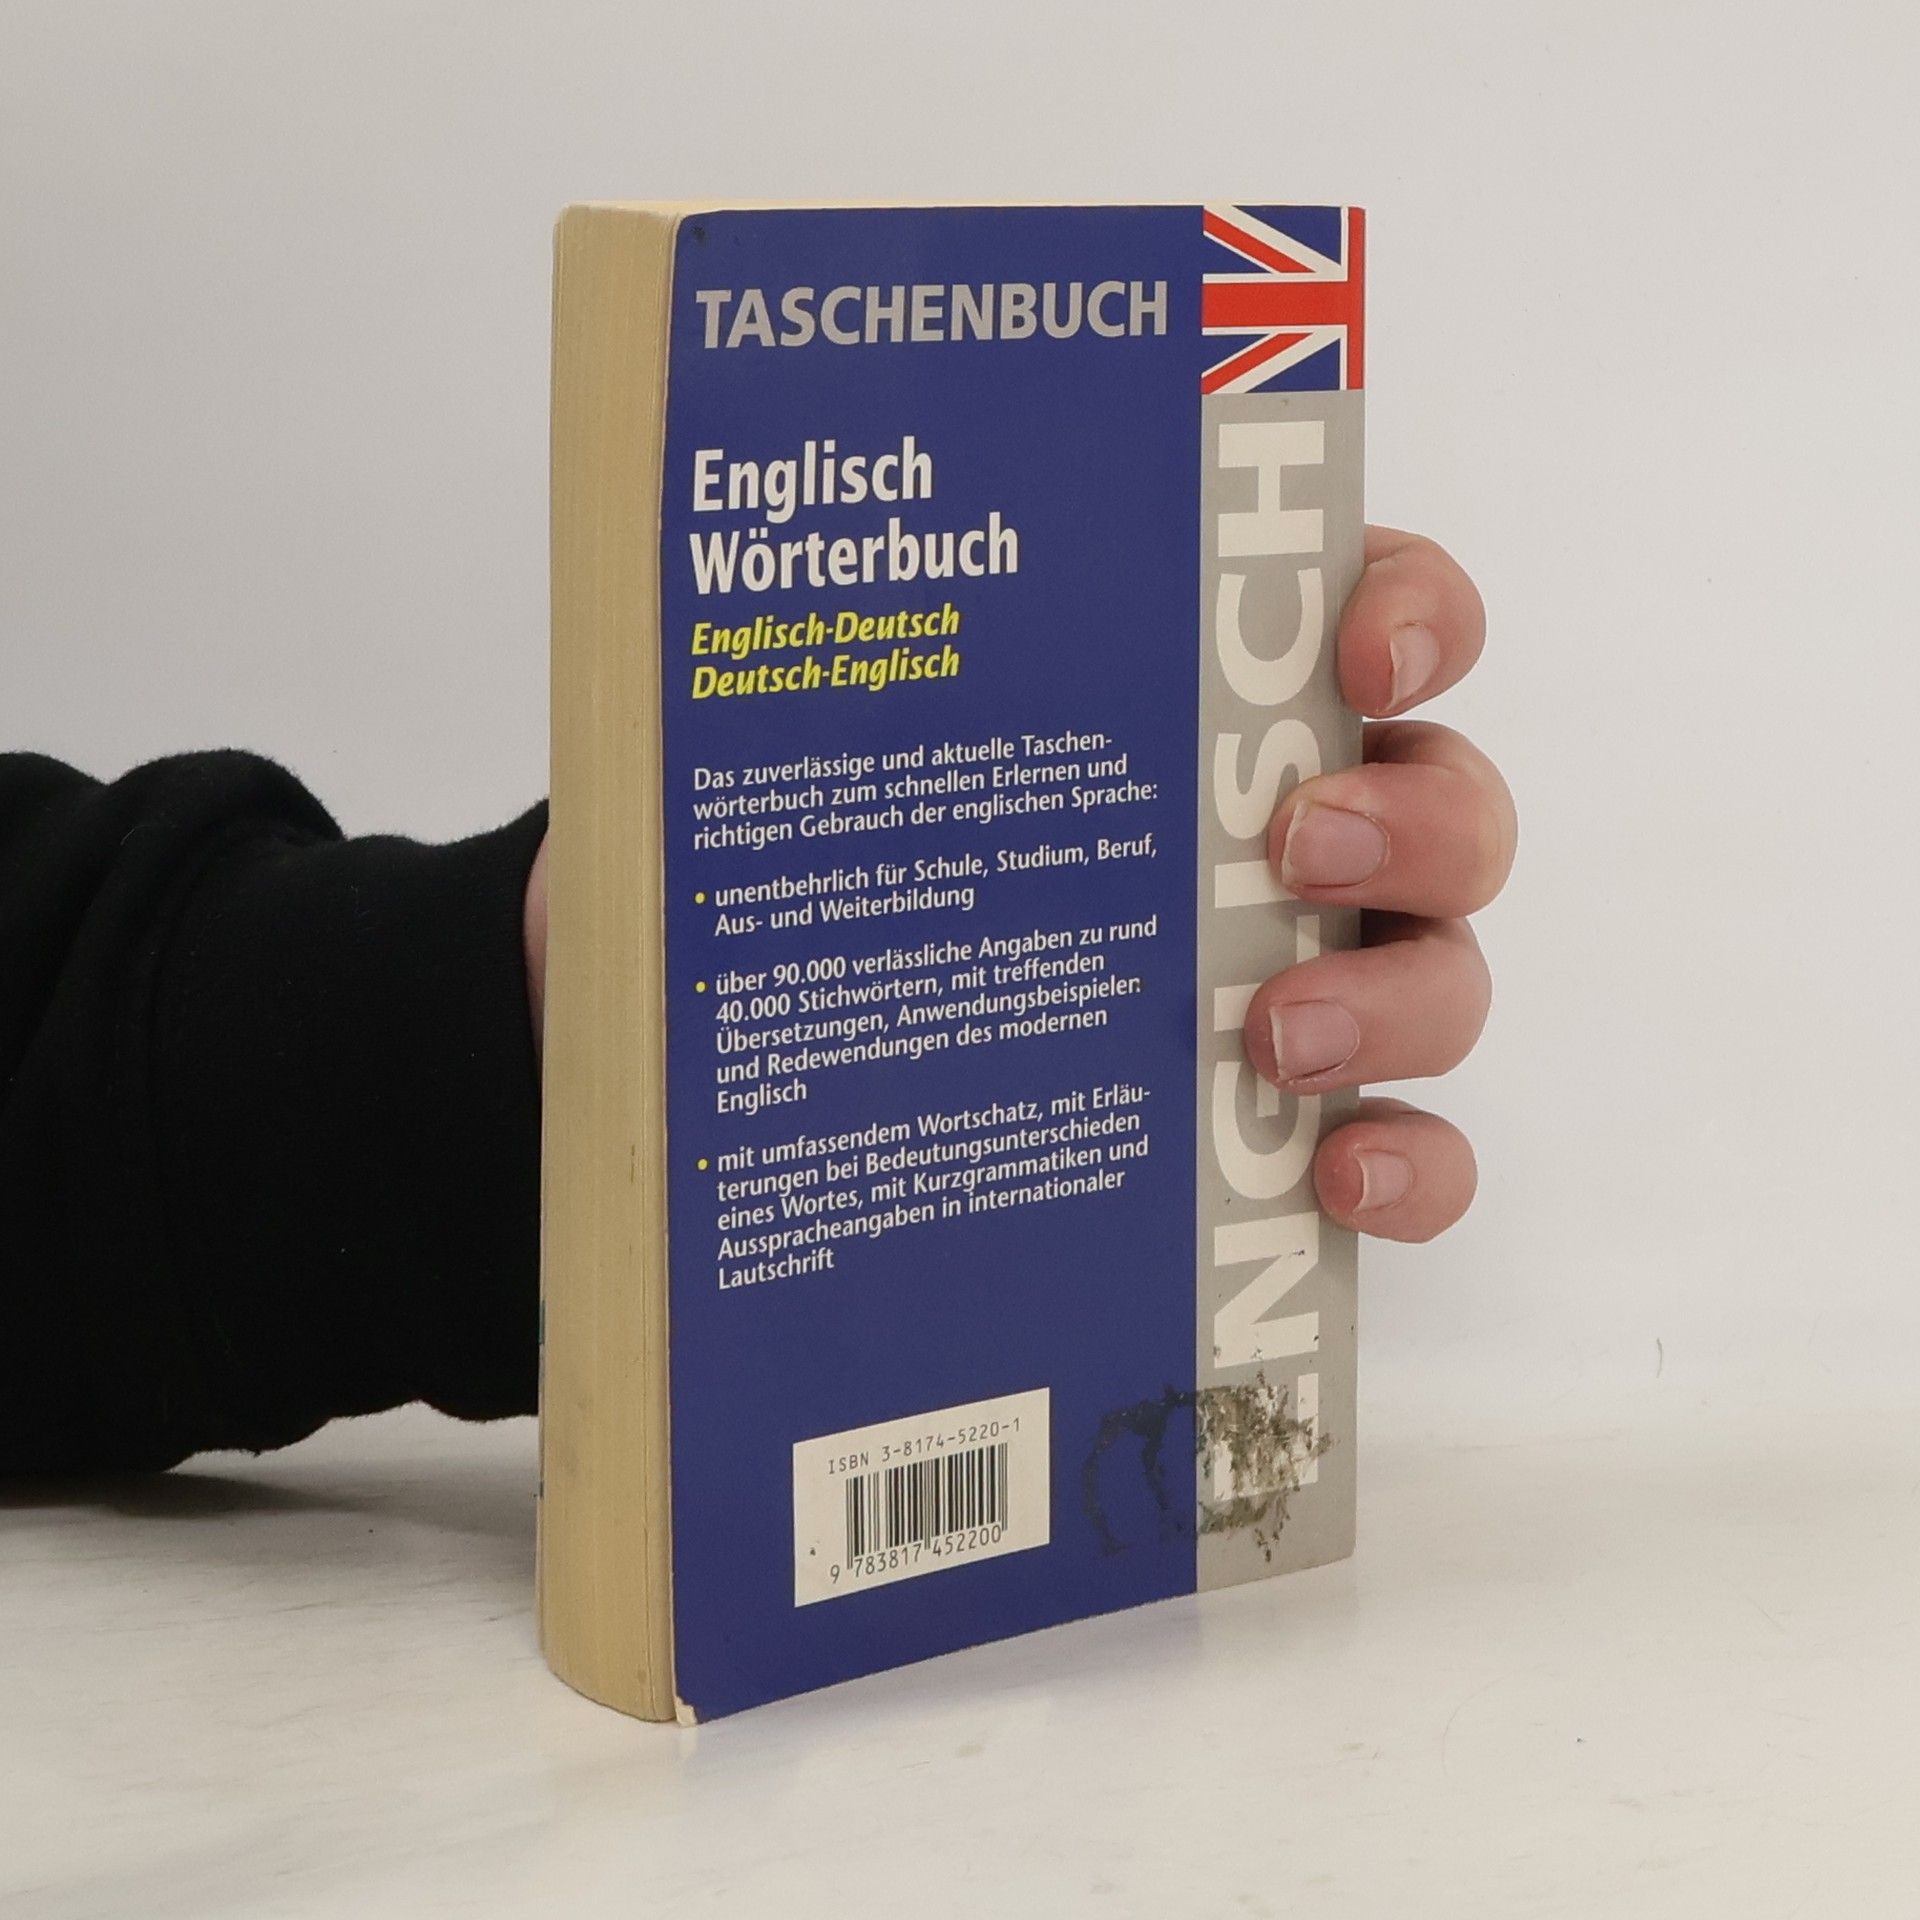 TASCHENBUCH
Englisch
Wörterbuch
Englisch-Deutsch
Deutsch-Englisch
Das zuverlässige und aktuelle Taschen-
wörterbuch zum schnellen Erlernen und
richtigen Gebrauch der englischen Sprache:
• unentbehrlich für Schule, Studium, Beruf,
Aus- und Weiterbildung
• über 90.000 verlässliche Angaben zu rund
40.000 Stichwörtern, mit treffenden
Übersetzungen, Anwendungsbeispielen
und Redewendungen des modernen
Englisch
• mit umfassendem Wortschatz, mit Erläu-
terungen bei Bedeutungsunterschieden
eines Wortes, mit Kurzgrammatiken und
Ausspracheangaben in internationaler
Lautschrift
ISBN 3-8174-5220-1
9 783817 452200
ENGLISCH